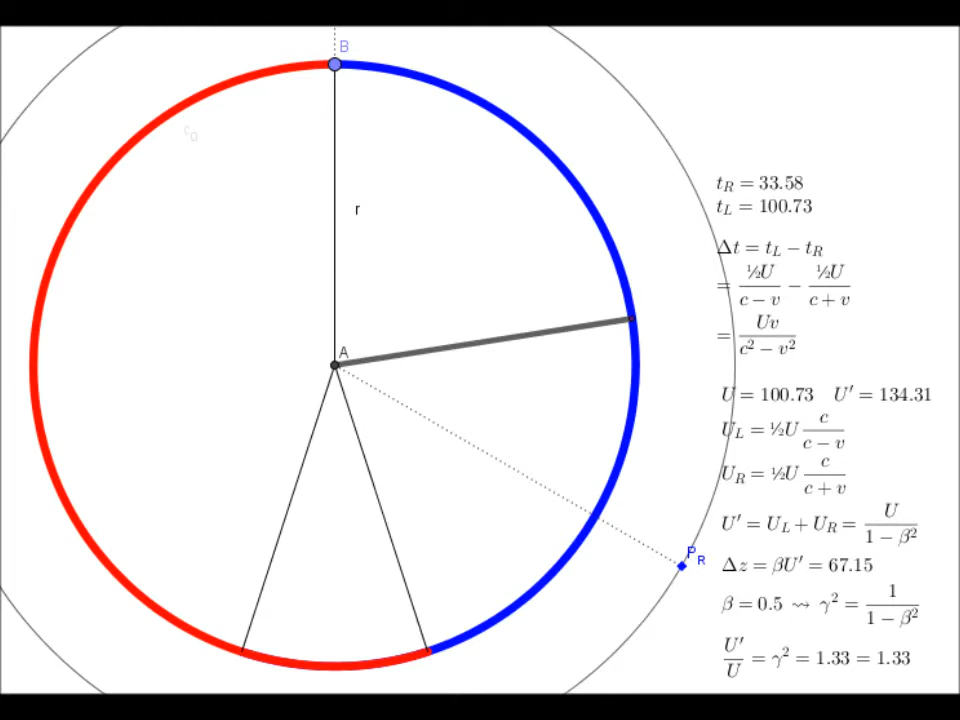 B
c₀
r
A
P_R
t_R = 33.58
t_L = 100.73
Δt = t_L − t_R
= ½U/(c − v) − ½U/(c + v)
= Uv/(c² − v²)
U = 100.73 U′ = 134.31
U_L = ½U c/(c − v)
U_R = ½U c/(c + v)
U′ = U_L + U_R = U/(1 − β²)
Δz = βU′ = 67.15
β = 0.5 ⇝ γ² = 1/(1 − β²)
U′/U = γ² = 1.33 = 1.33